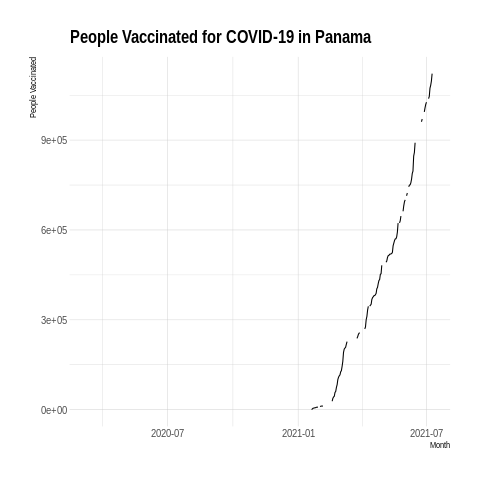 People Vaccinated for COVID-19 in Panama
People Vaccinated
9e+05
6e+05
3e+05
0e+00
2020-07 2021-01 2021-07
Month